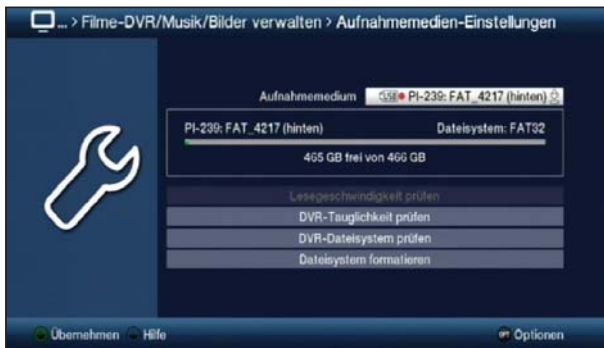 ... > Filme-DVR/Musik/Bilder verwalten > Aufnahmemedien-Einstellungen
Aufnahmemedium USB PI-239: FAT_4217 (hinten)
PI-239: FAT_4217 (hinten) Dateisystem: FAT32
465 GB frei von 466 GB
Lesegeschwindigkeit prüfen
DVR-Tauglichkeit prüfen
DVR-Dateisystem prüfen
Dateisystem formatieren
Übernehmen Hilfe OPT Optionen